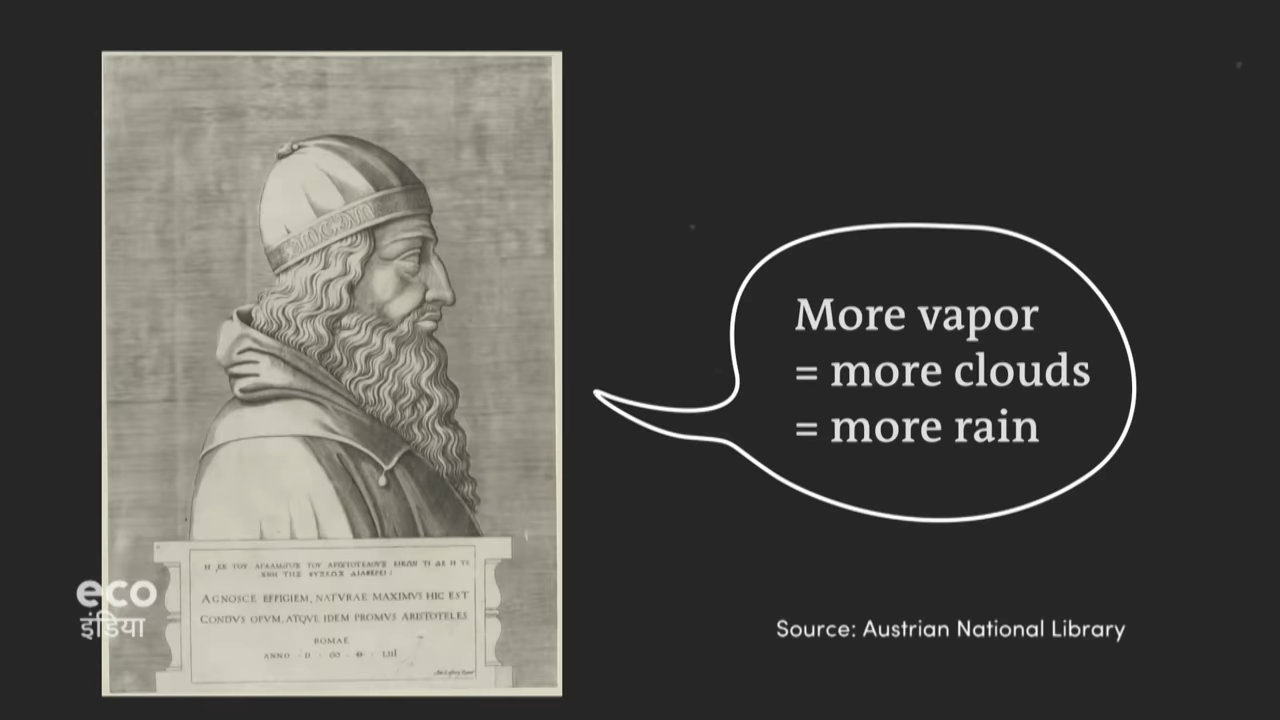 AGNOSCE EFFIGIEM, NATVRAE MAXIMVS HIC EST
CONDVS OPVM, ATQVE IDEM PROMVS ARISTOTELES
ROMAE
ANNO
eco
इंडिया
More vapor
= more clouds
= more rain
Source: Austrian National Library